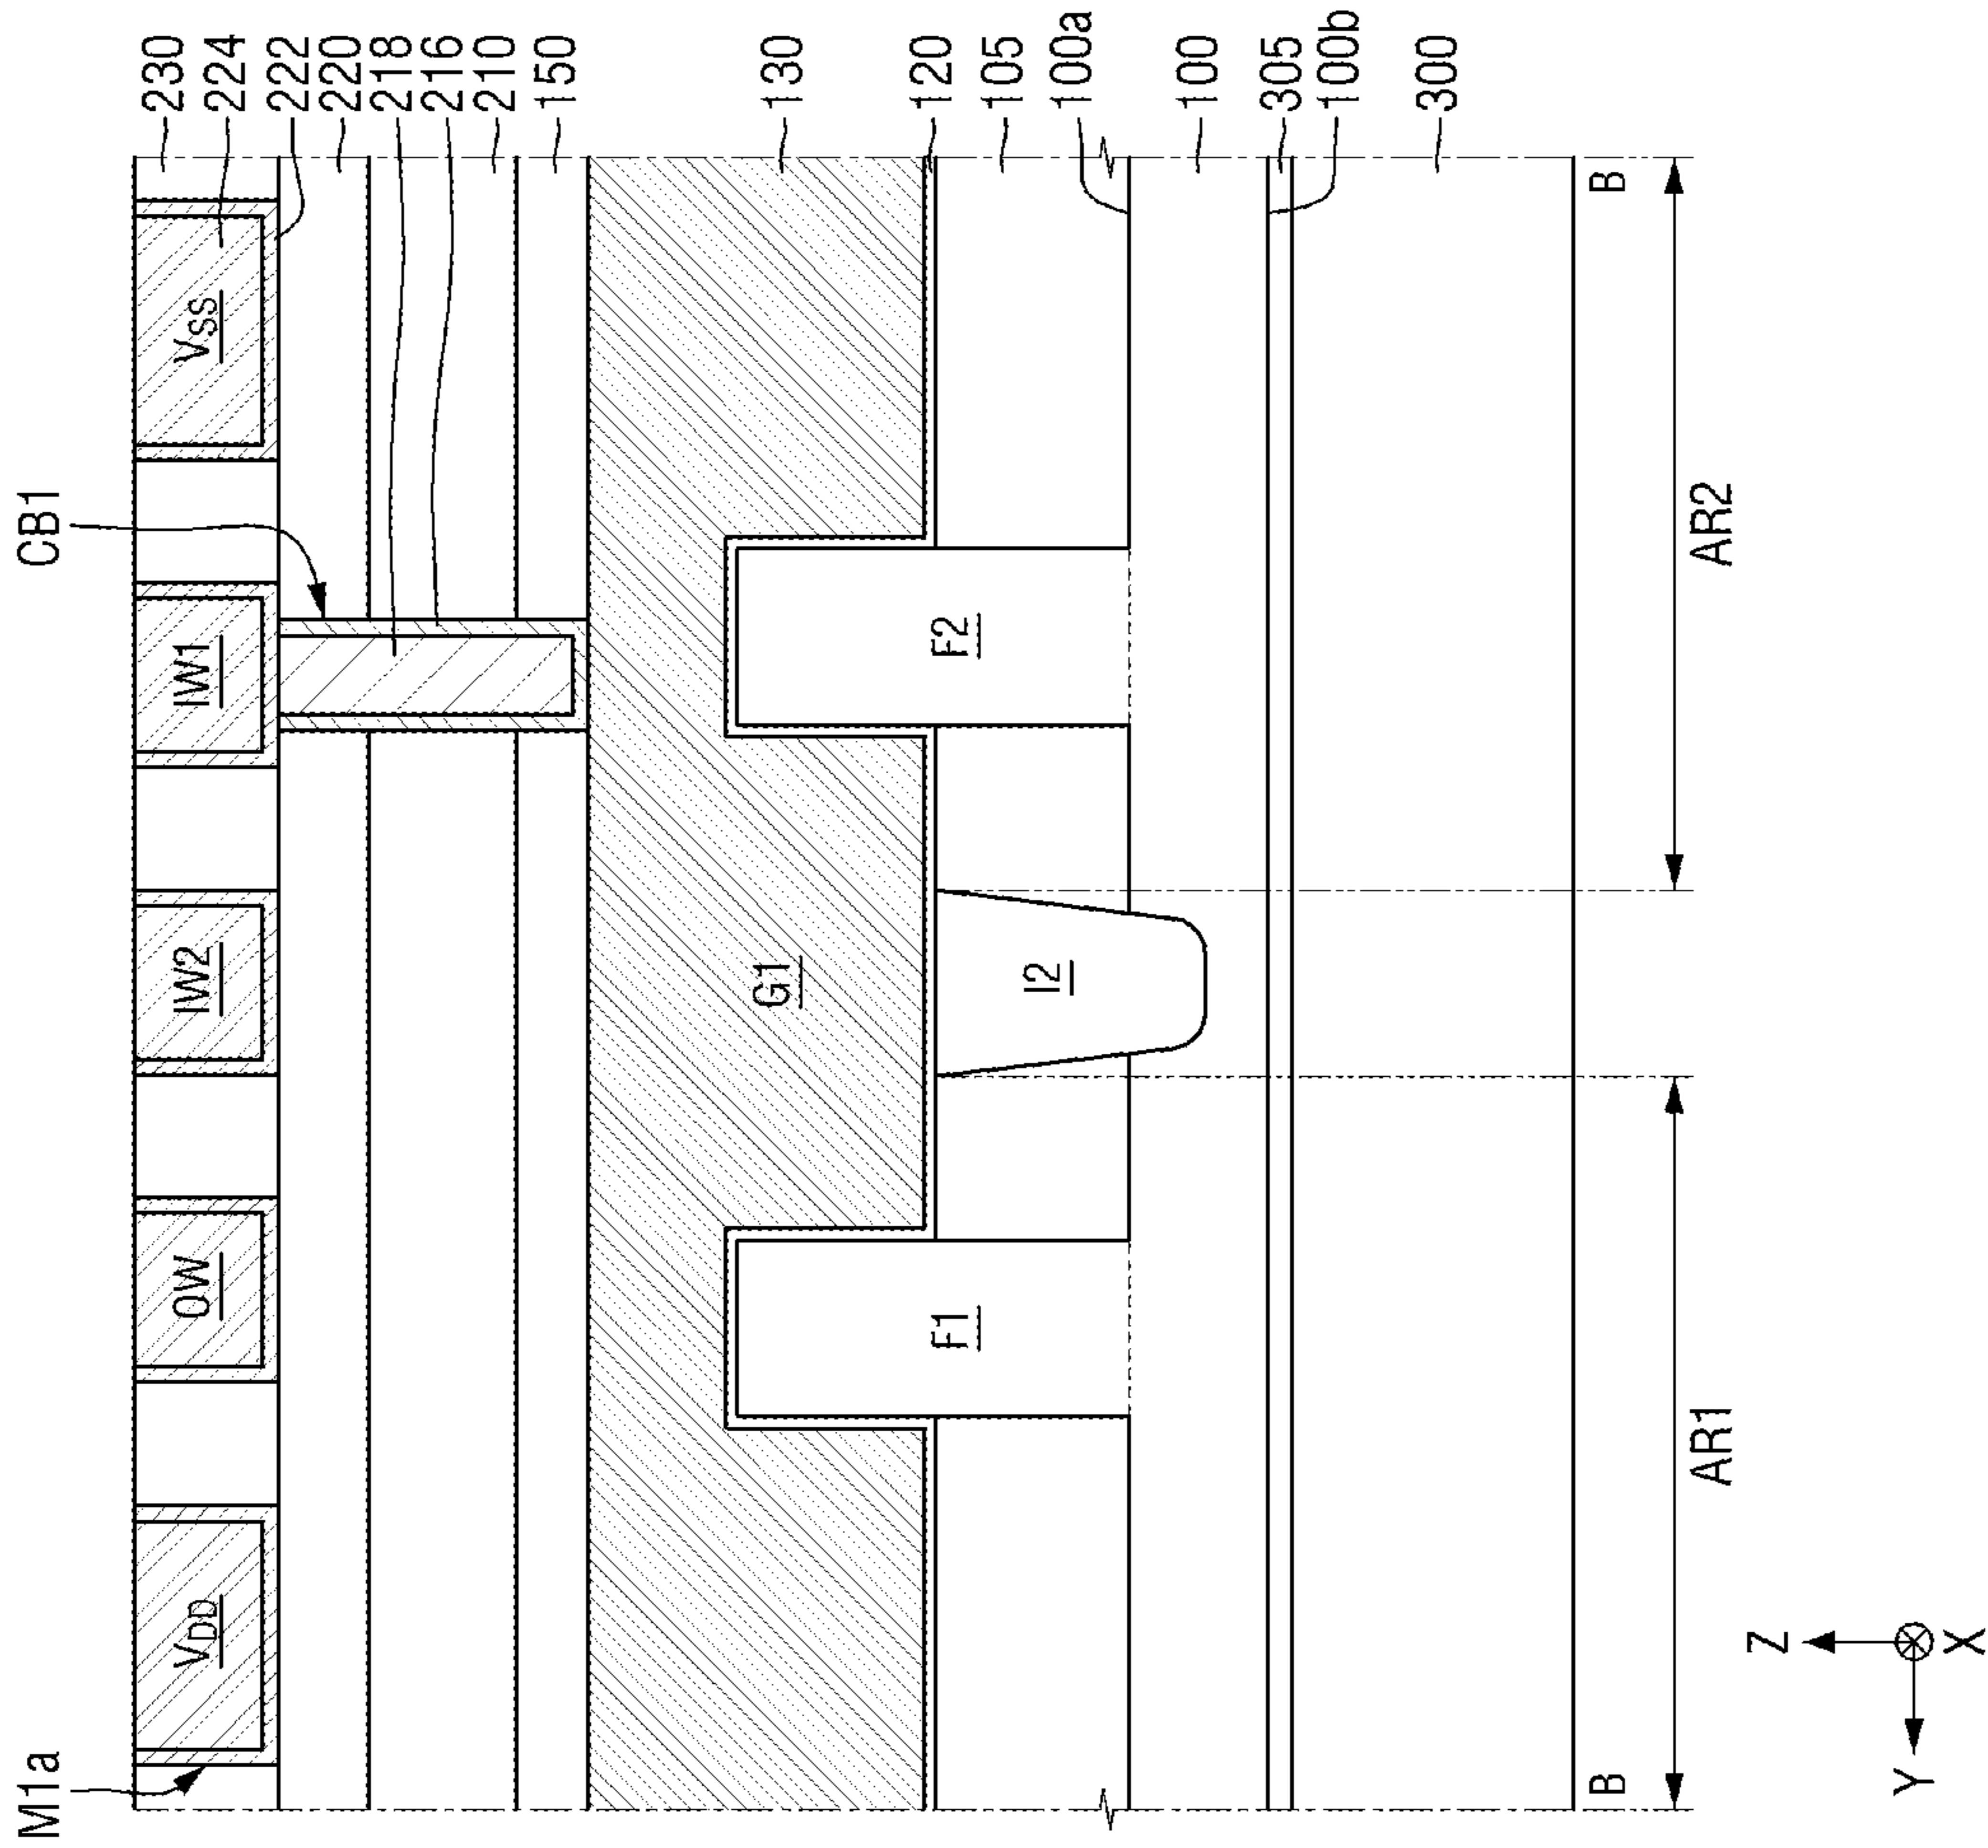 230
224
222
220
218
216
210
150
130
120
105
100a
100
305
100b
300
CB1
M1a
VDD
OW
IW2
IW1
VSS
G1
F1
I2
F2
B
B
AR1
AR2
Z
Y
X